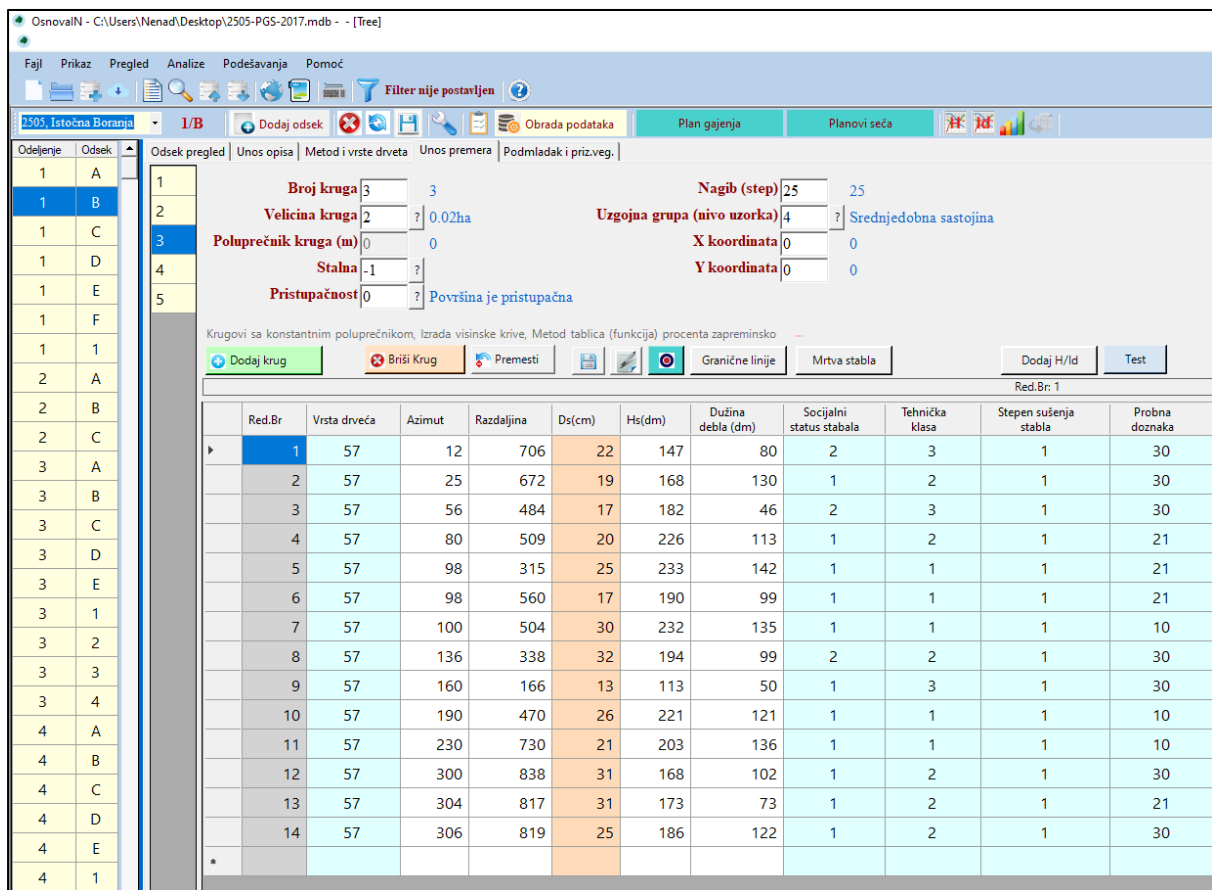 OsnovaIN - C:\Users\Nenad\Desktop\2505-PGS-2017.mdb - - [Tree]
Fajl Prikaz Pregled Analize Podešavanja Pomoć
Filter nije postavljen
2505, Istočna Boranja 1/B Dodaj odsek Obrada podataka Plan gajenja Planovi seča
Odeljenje Odsek
1 A
1 B
1 C
1 D
1 E
1 F
1 1
2 A
2 B
2 C
3 A
3 B
3 C
3 D
3 E
3 1
3 2
3 3
3 4
4 A
4 B
4 C
4 D
4 E
4 1
Odsek pregled Unos opisa Metod i vrste drveta Unos premera Podmladak i priz.veg.
1
2
3
4
5
Broj kruga 3 3 Nagib (step) 25 25
Velicina kruga 2 ? 0.02ha Uzgojna grupa (nivo uzorka) 4 ? Srednjedobna sastojina
Poluprečnik kruga (m) 0 0 X koordinata 0 0
Stalna -1 ? Y koordinata 0 0
Pristupačnost 0 ? Površina je pristupačna
Krugovi sa konstantnim poluprečnikom, Izrada visinske krive, Metod tablica (funkcija) procenta zapreminsko ...
Dodaj krug Briši Krug Premesti Granične linije Mrtva stabla Dodaj H/Id Test
Red.Br: 1
Red.Br Vrsta drveća Azimut Razdaljina Ds(cm) Hs(dm) Dužina debla (dm) Socijalni status stabala Tehnička klasa Stepen sušenja stabla Probna doznaka
1 57 12 706 22 147 80 2 3 1 30
2 57 25 672 19 168 130 1 2 1 30
3 57 56 484 17 182 46 2 3 1 30
4 57 80 509 20 226 113 1 2 1 21
5 57 98 315 25 233 142 1 1 1 21
6 57 98 560 17 190 99 1 1 1 21
7 57 100 504 30 232 135 1 1 1 10
8 57 136 338 32 194 99 2 2 1 30
9 57 160 166 13 113 50 1 3 1 30
10 57 190 470 26 221 121 1 1 1 10
11 57 230 730 21 203 136 1 1 1 10
12 57 300 838 31 168 102 1 2 1 30
13 57 304 817 31 173 73 1 2 1 21
14 57 306 819 25 186 122 1 2 1 30